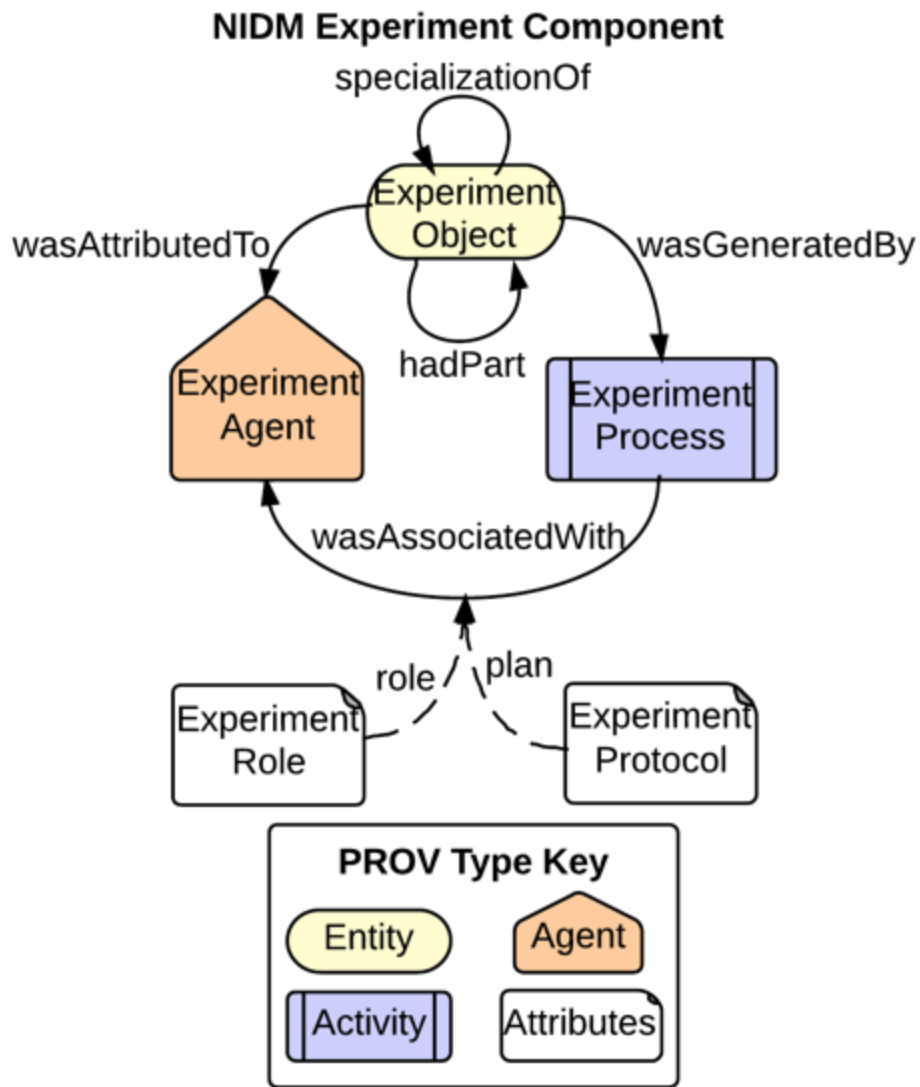 NIDM Experiment Component
specializationOf
Experiment
Object
wasAttributedTo
wasGeneratedBy
hadPart
Experiment
Agent
Experiment
Process
wasAssociatedWith
role
plan
Experiment
Role
Experiment
Protocol
PROV Type Key
Entity
Agent
Activity
Attributes